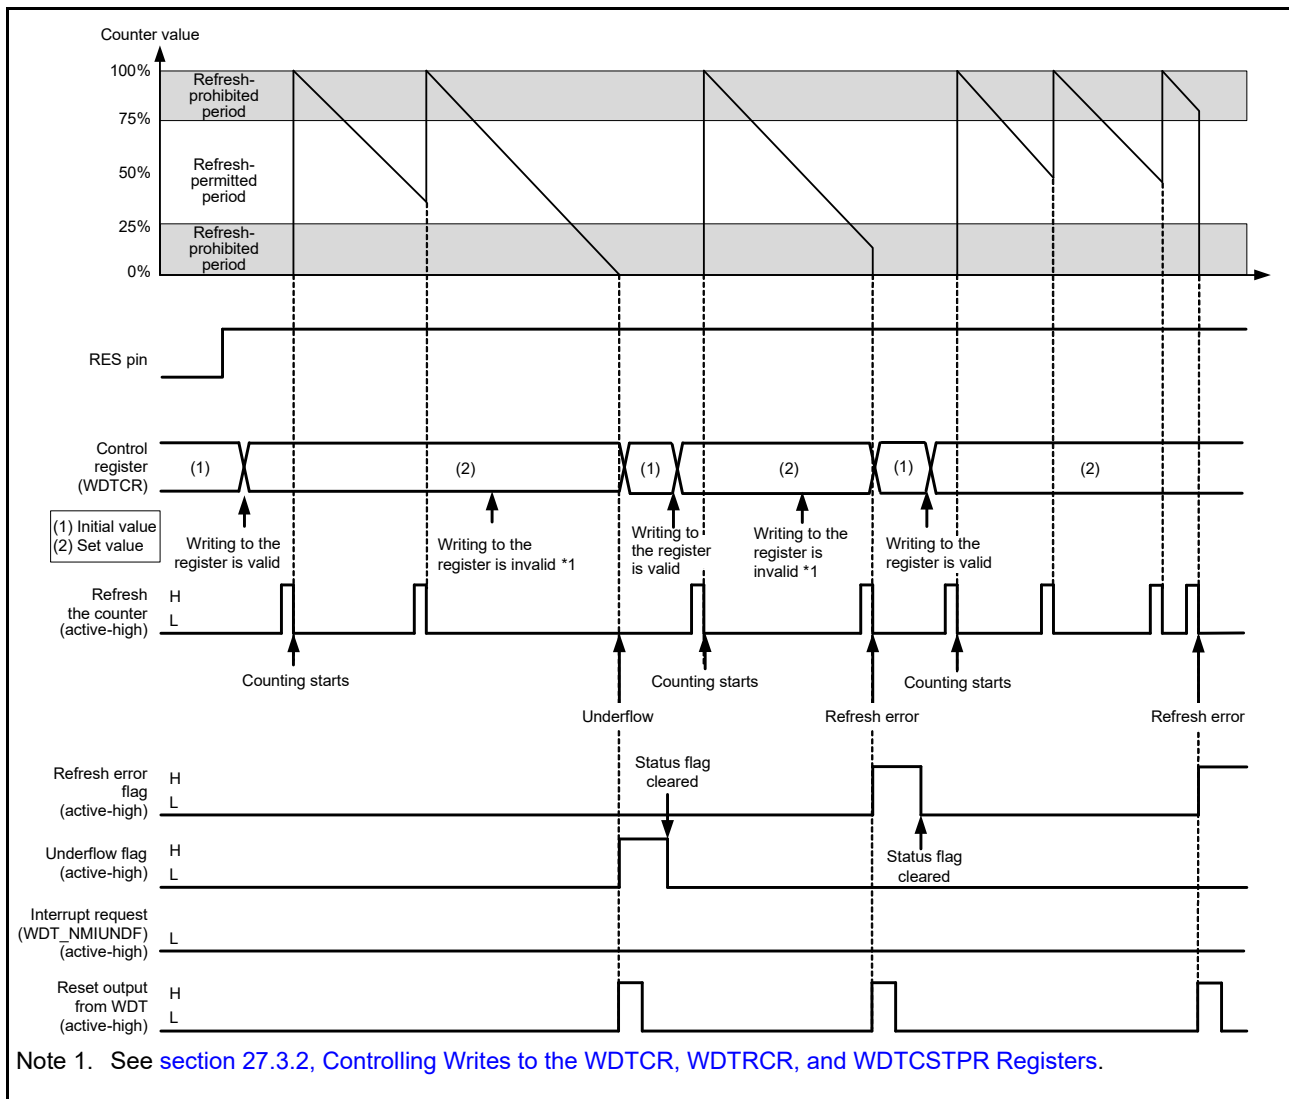 Counter value
100%
Refresh-
prohibited
period
75%
Refresh-
permitted
period
50%
25%
Refresh-
prohibited
period
0%
RES pin
Control
register
(WDTCR)
(1)
(2)
(1)
(2)
(1)
(2)
(1) Initial value
(2) Set value
Writing to the
register is valid
Writing to the
register is invalid *1
Writing to
the register
is valid
Writing to the
register is
invalid *1
Writing to the
register is valid
Refresh
the counter
(active-high)
H
L
Counting starts
Counting starts
Counting starts
Underflow
Refresh error
Refresh error
Refresh error
flag
(active-high)
H
L
Status flag
cleared
Status flag
cleared
Underflow flag
(active-high)
H
L
Interrupt request
(WDT_NMIUNDF)
(active-high)
L
Reset output
from WDT
(active-high)
H
L
Note 1. See section 27.3.2, Controlling Writes to the WDTCR, WDTRCR, and WDTCSTPR Registers.